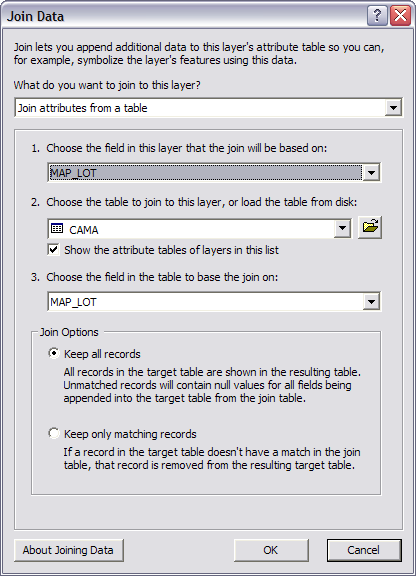 Join Data
Join lets you append additional data to this layer's attribute table so you can,
for example, symbolize the layer's features using this data.
What do you want to join to this layer?
Join attributes from a table
1. Choose the field in this layer that the join will be based on:
MAP_LOT
2. Choose the table to join to this layer, or load the table from disk:
CAMA
Show the attribute tables of layers in this list
3. Choose the field in the table to base the join on:
MAP_LOT
Join Options
Keep all records
All records in the target table are shown in the resulting table.
Unmatched records will contain null values for all fields being
appended into the target table from the join table.
Keep only matching records
If a record in the target table doesn't have a match in the join
table, that record is removed from the resulting target table.
About Joining Data
OK
Cancel